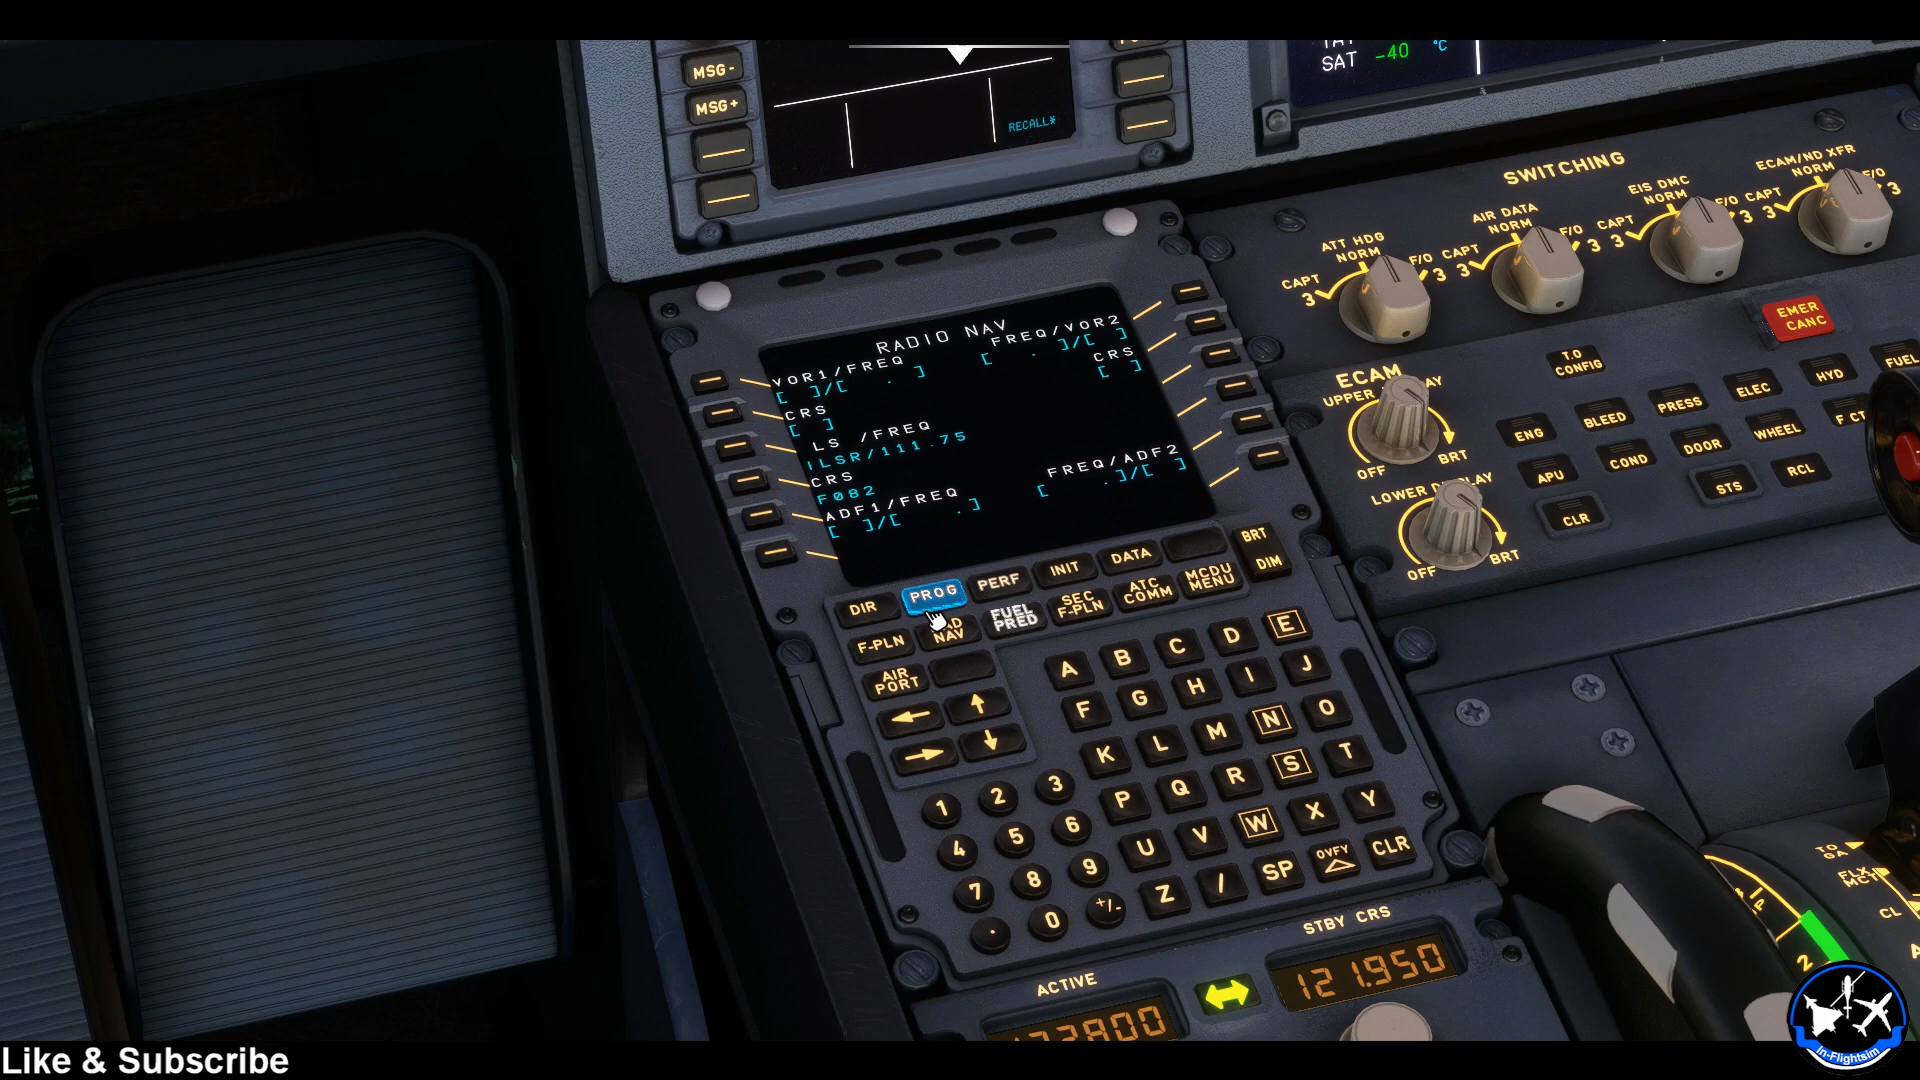 MSG-
MSG+
RECALL*
SAT -40 °C
SWITCHING
ATT HDG
NORM
CAPT
3
F/O
3
AIR DATA
NORM
CAPT
3
F/O
3
EIS DMC
NORM
CAPT
3
F/O
3
ECAM/ND XFR
NORM
CAPT
3
F/O
3
EMER
CANC
RADIO NAV
VOR1/FREQ FREQ/VOR2
[ ]/[ . ] [ . ]/[ ]
CRS CRS
[ ] [ ]
LS /FREQ
ILSR/111.75
CRS
F082
ADF1/FREQ FREQ/ADF2
[ ]/[ . ] [ . ]/[ ]
DIR PROG PERF INIT DATA
BRT
DIM
F-PLN
NAV
FUEL
PRED
SEC
F-PLN
ATC
COMM
MCDU
MENU
AIR
PORT
← ↑
→ ↓
A B C D E
F G H I J
K L M N O
P Q R S T
U V W X Y
Z / SP OVFY CLR
1 2 3
4 5 6
7 8 9
. 0 +/-
ECAM
UPPER
OFF BRT
LOWER
OFF BRT
T.O
CONFIG
ENG BLEED PRESS ELEC HYD FUEL
APU COND DOOR WHEEL F CT
CLR STS RCL
ACTIVE
STBY CRS
121.950
TO
GA
FLX
MCT
CL
2
In-Flightsim
Like & Subscribe